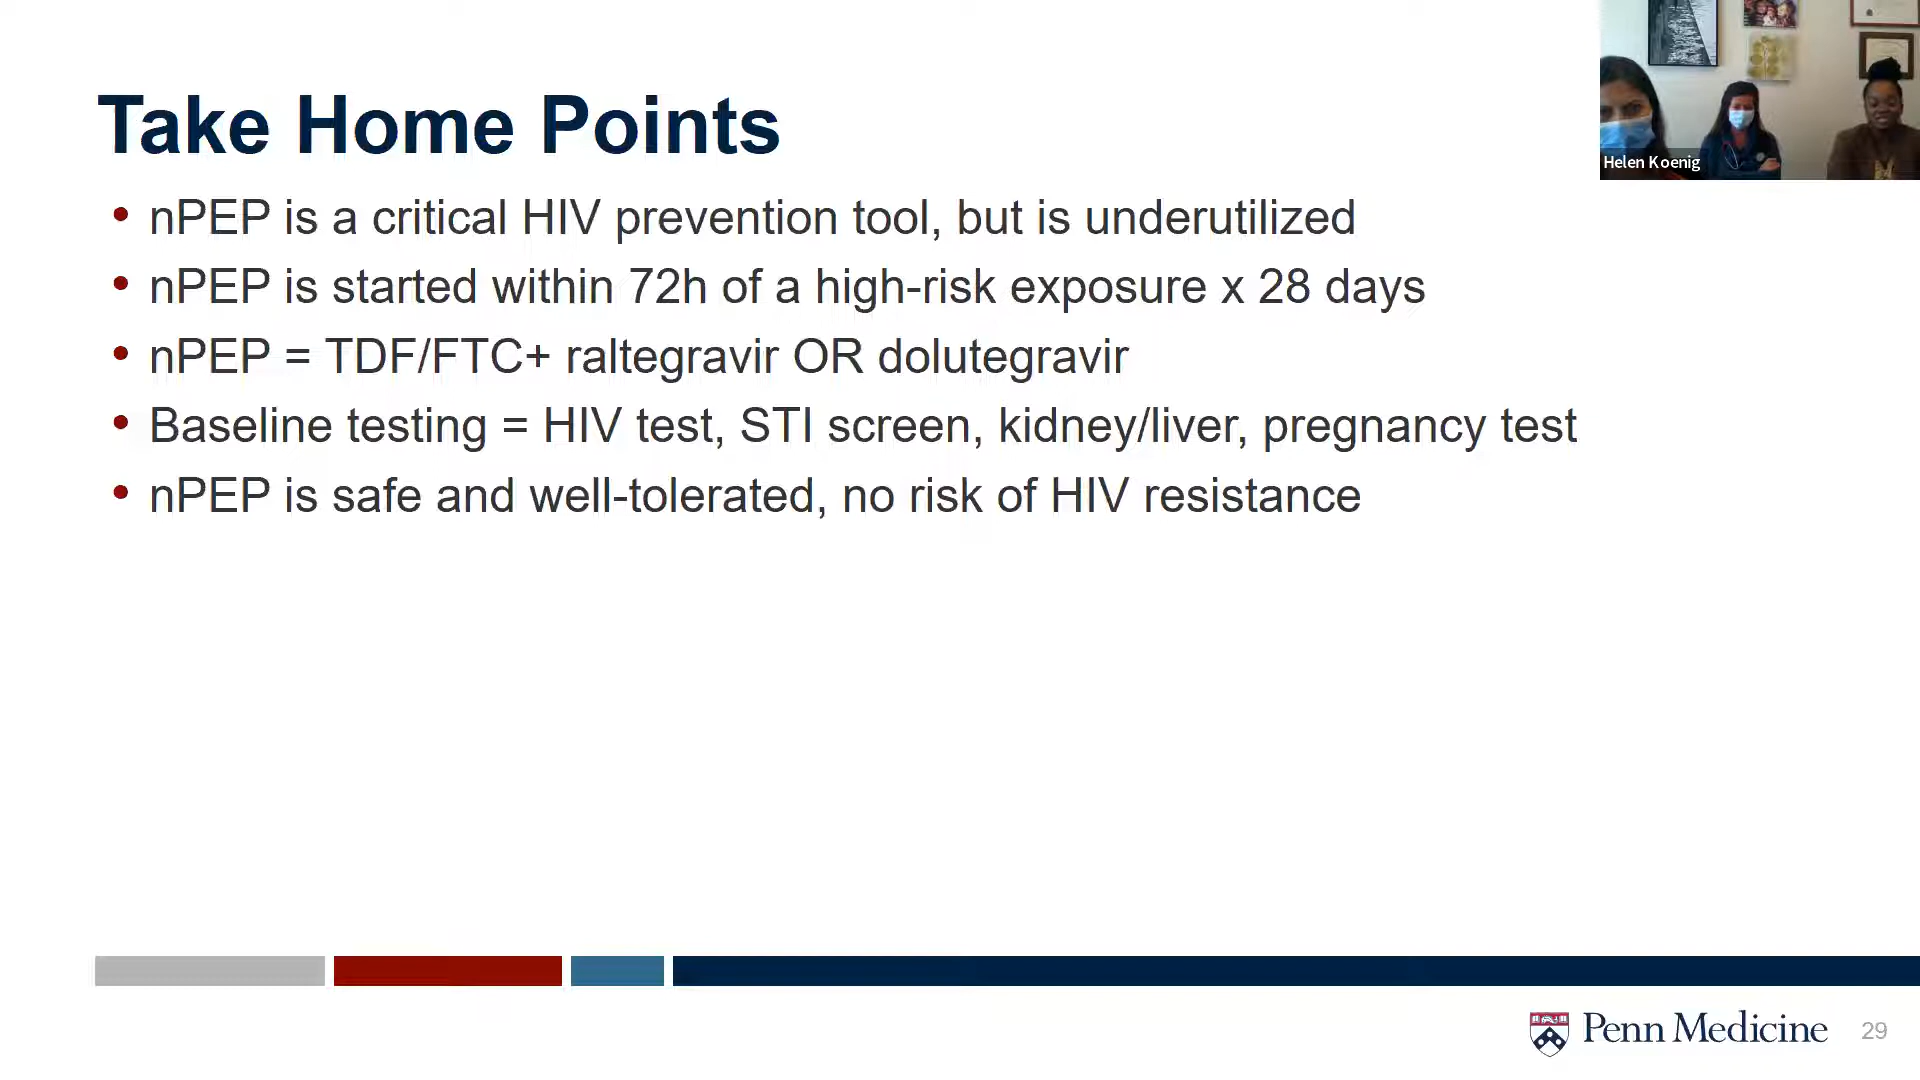 Take Home Points
Helen Koenig
• nPEP is a critical HIV prevention tool, but is underutilized
• nPEP is started within 72h of a high-risk exposure x 28 days
• nPEP = TDF/FTC+ raltegravir OR dolutegravir
• Baseline testing = HIV test, STI screen, kidney/liver, pregnancy test
• nPEP is safe and well-tolerated, no risk of HIV resistance
Penn Medicine
29